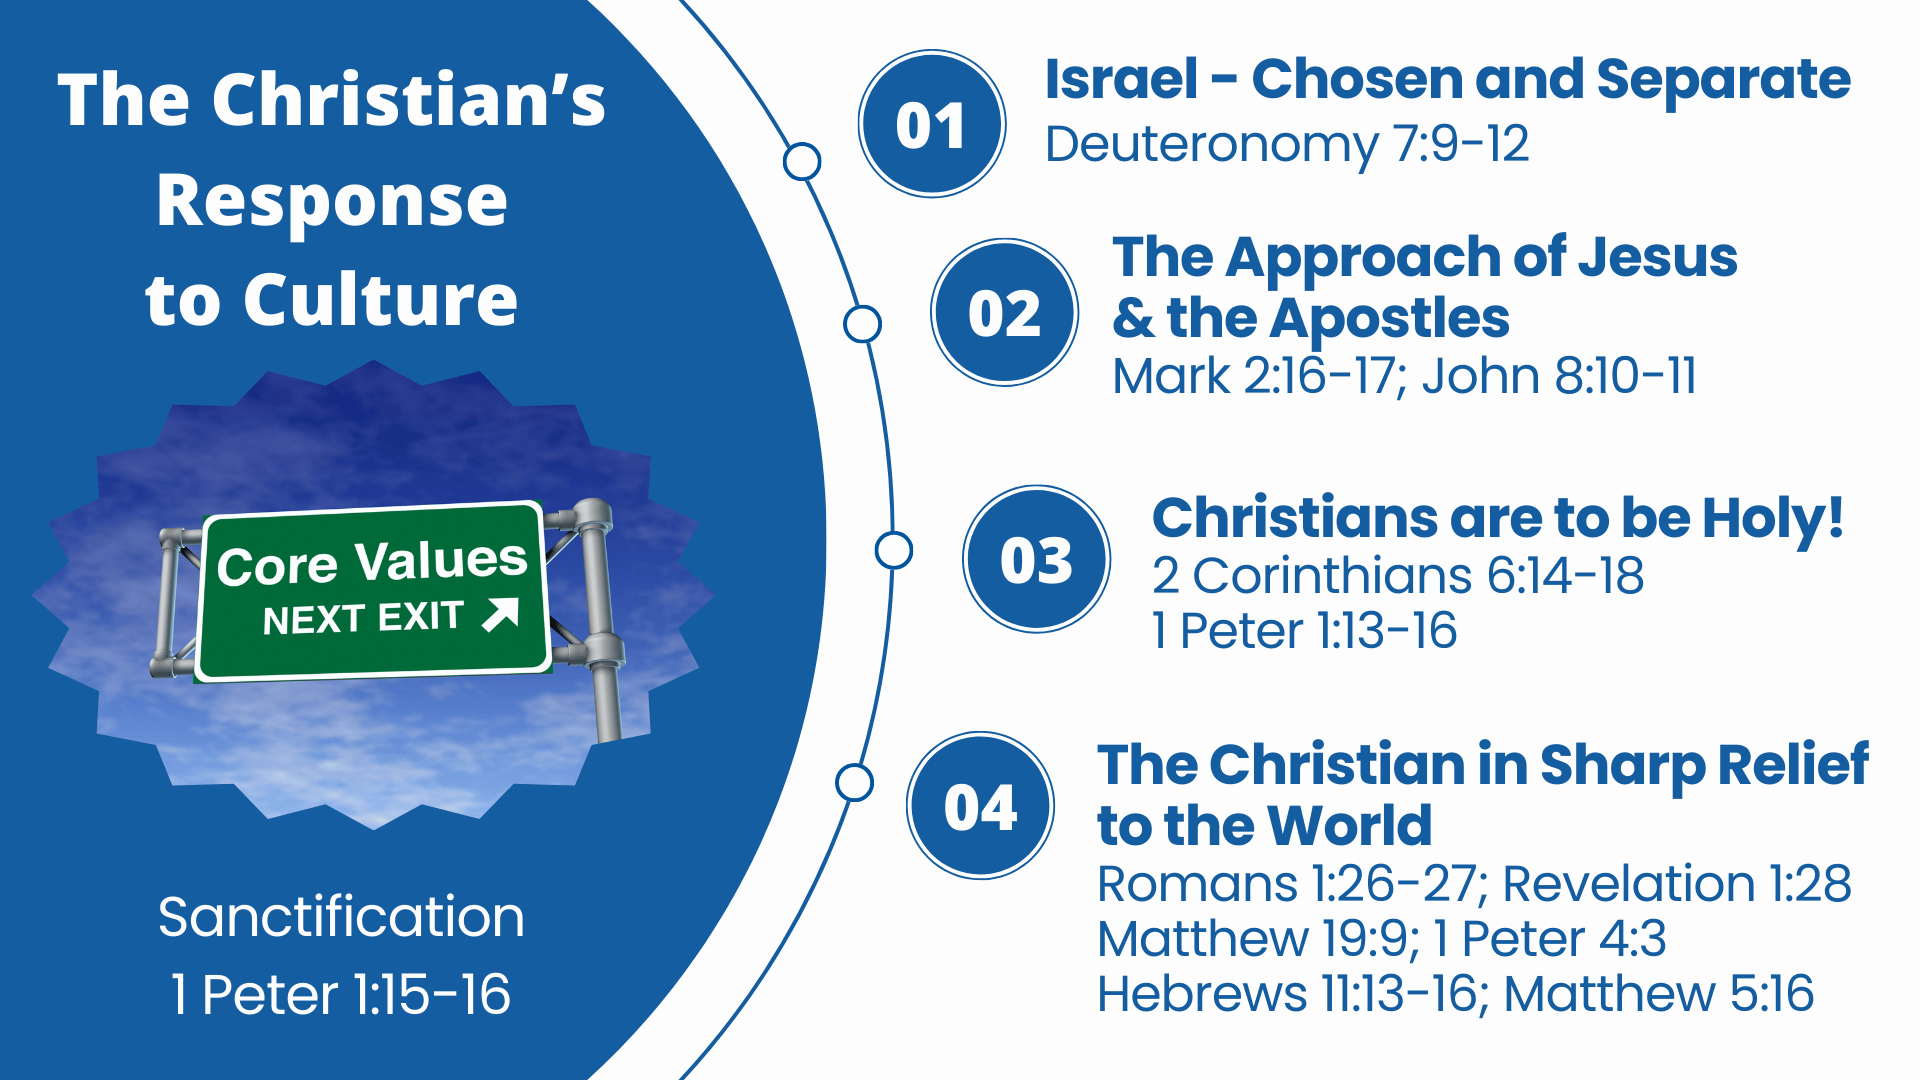 The Christian’s
Response
to Culture
Core Values
NEXT EXIT
Sanctification
1 Peter 1:15-16
01
Israel - Chosen and Separate
Deuteronomy 7:9-12
02
The Approach of Jesus
& the Apostles
Mark 2:16-17; John 8:10-11
03
Christians are to be Holy!
2 Corinthians 6:14-18
1 Peter 1:13-16
04
The Christian in Sharp Relief
to the World
Romans 1:26-27; Revelation 1:28
Matthew 19:9; 1 Peter 4:3
Hebrews 11:13-16; Matthew 5:16